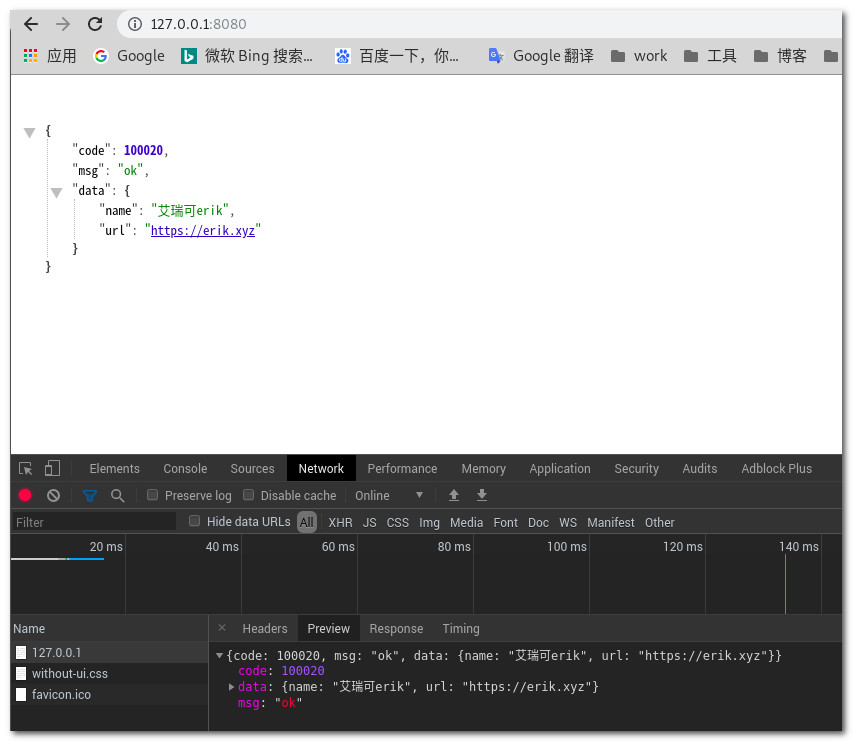 127.0.0.1:8080
应用 Google 微软 Bing 搜索... 百度一下，你... Google 翻译 work 工具 博客
{
"code": 100020,
"msg": "ok",
"data": {
"name": "艾瑞可erik",
"url": "https://erik.xyz"
}
}
Elements Console Sources Network Performance Memory Application Security Audits Adblock Plus
Preserve log Disable cache Online
Filter Hide data URLs All XHR JS CSS Img Media Font Doc WS Manifest Other
20 ms 40 ms 60 ms 80 ms 100 ms 120 ms 140 ms
Name × Headers Preview Response Timing
127.0.0.1
without-ui.css
favicon.ico
{code: 100020, msg: "ok", data: {name: "艾瑞可erik", url: "https://erik.xyz"}}
code: 100020
data: {name: "艾瑞可erik", url: "https://erik.xyz"}
msg: "ok"